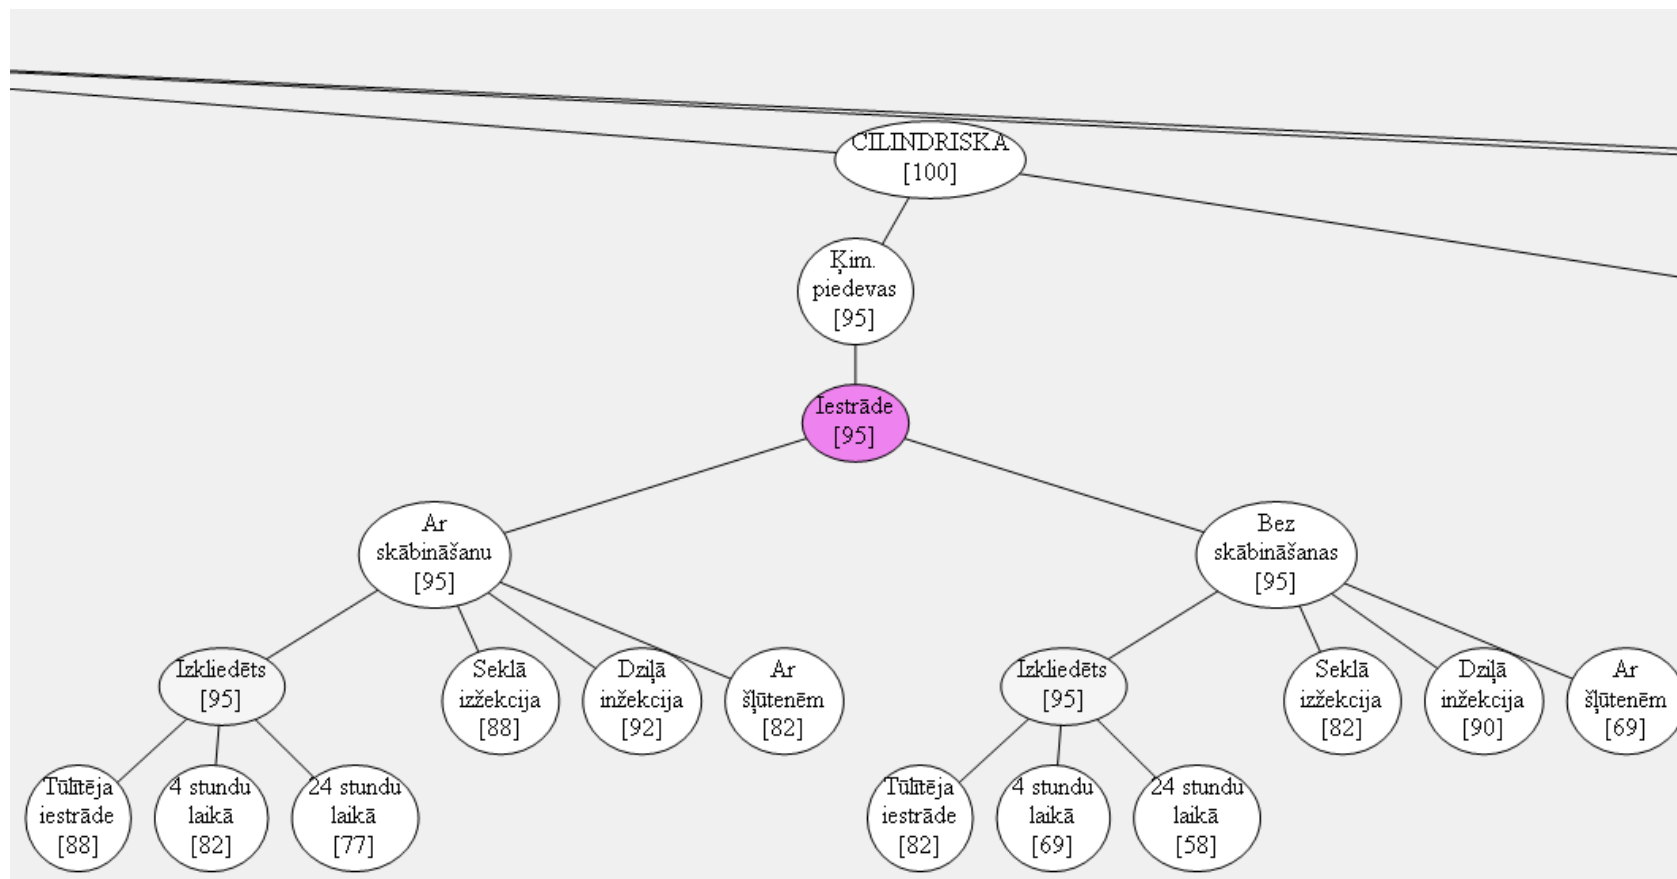 CILINDRISKA
[100]
Ķim.
piedevas
[95]
Iestrāde
[95]
Ar
skābināšanu
[95]
Bez
skābināšanas
[95]
Izkliedēts
[95]
Seklā
izžekcija
[88]
Dziļā
inžekcija
[92]
Ar
šļūtenēm
[82]
Izkliedēts
[95]
Seklā
izžekcija
[82]
Dziļā
inžekcija
[90]
Ar
šļūtenēm
[69]
Tūlītēja
iestrāde
[88]
4 stundu
laikā
[82]
24 stundu
laikā
[77]
Tūlītēja
iestrāde
[82]
4 stundu
laikā
[69]
24 stundu
laikā
[58]